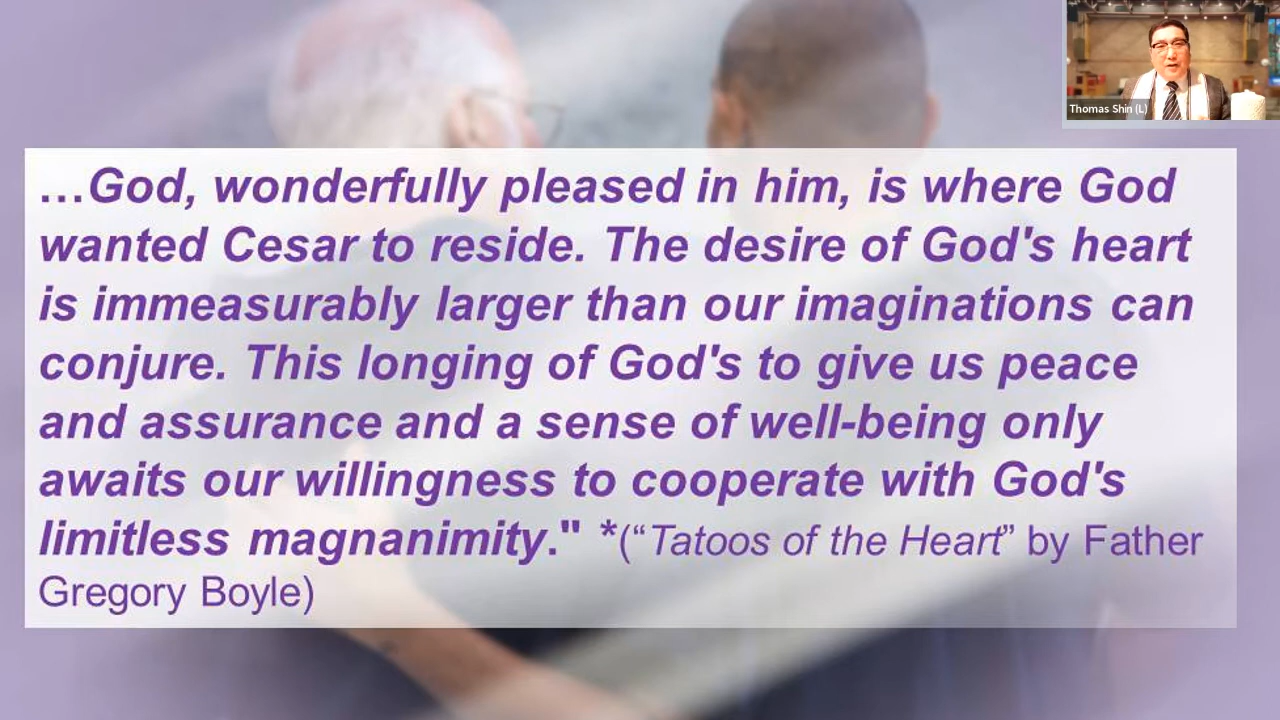 Thomas Shin (L)
…God, wonderfully pleased in him, is where God
wanted Cesar to reside. The desire of God's heart
is immeasurably larger than our imaginations can
conjure. This longing of God's to give us peace
and assurance and a sense of well-being only
awaits our willingness to cooperate with God's
limitless magnanimity." *(“Tatoos of the Heart” by Father
Gregory Boyle)